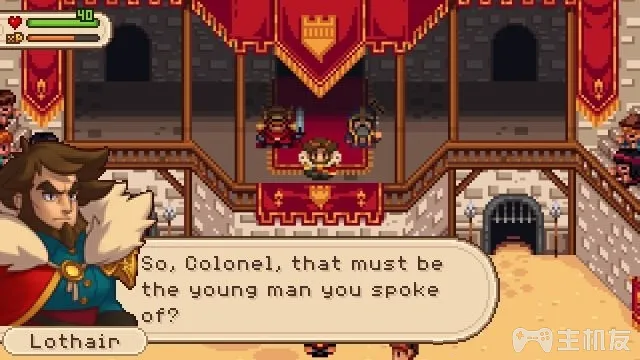 40
XP
So, Colonel, that must be
the young man you spoke
of?
Lothair
主机友